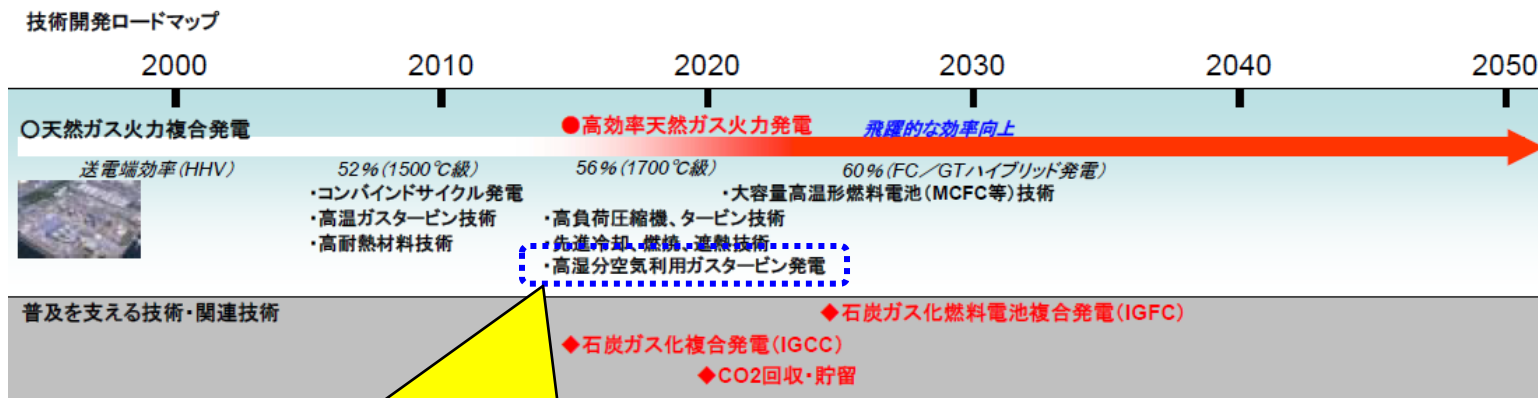 技術開発ロードマップ
2000 2010 2020 2030 2040 2050
○天然ガス火力複合発電 ●高効率天然ガス火力発電 飛躍的な効率向上
送電端効率(HHV) 52%(1500℃級) 56%(1700℃級) 60%(FC/GTハイブリッド発電)
・コンバインドサイクル発電 ・大容量高温形燃料電池(MCFC等)技術
・高温ガスタービン技術 ・高負荷圧縮機、タービン技術
・高耐熱材料技術 ・先進冷却、燃焼、遮熱技術
・高湿分空気利用ガスタービン発電
普及を支える技術・関連技術 ◆石炭ガス化燃料電池複合発電(IGFC)
◆石炭ガス化複合発電(IGCC)
◆CO2回収・貯留